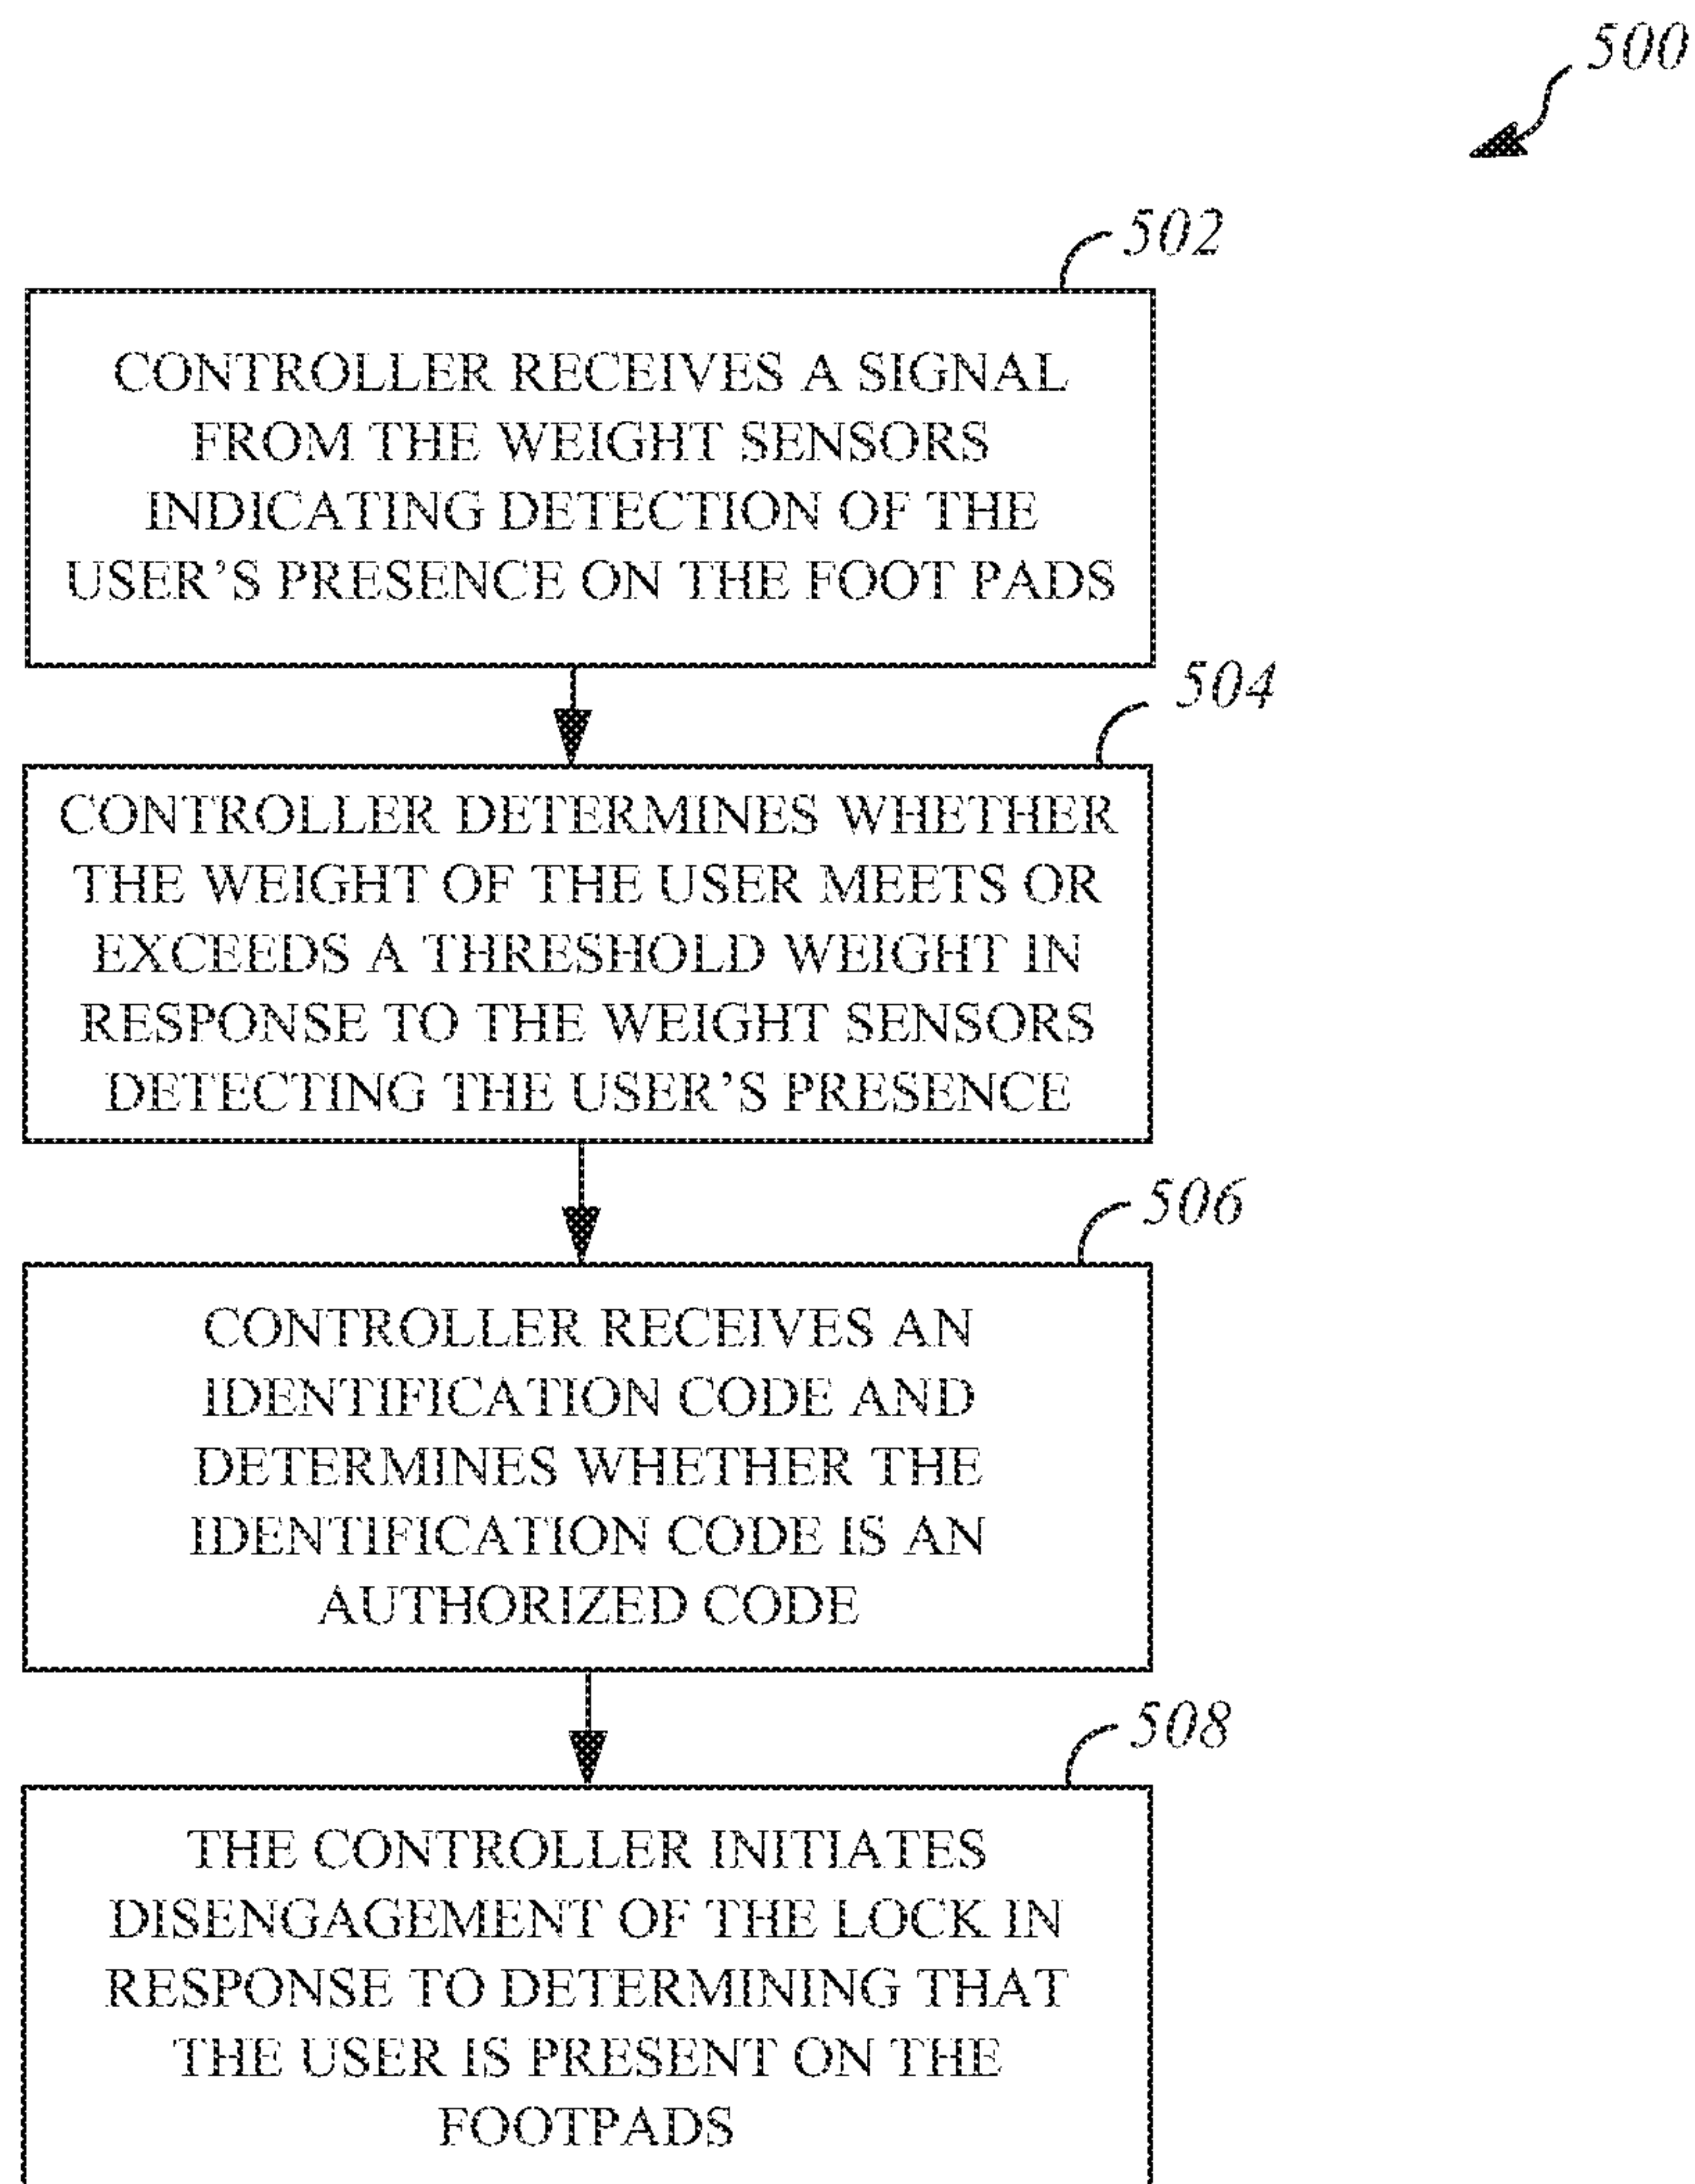 500
502
CONTROLLER RECEIVES A SIGNAL
FROM THE WEIGHT SENSORS
INDICATING DETECTION OF THE
USER'S PRESENCE ON THE FOOT PADS
504
CONTROLLER DETERMINES WHETHER
THE WEIGHT OF THE USER MEETS OR
EXCEEDS A THRESHOLD WEIGHT IN
RESPONSE TO THE WEIGHT SENSORS
DETECTING THE USER'S PRESENCE
506
CONTROLLER RECEIVES AN
IDENTIFICATION CODE AND
DETERMINES WHETHER THE
IDENTIFICATION CODE IS AN
AUTHORIZED CODE
508
THE CONTROLLER INITIATES
DISENGAGEMENT OF THE LOCK IN
RESPONSE TO DETERMINING THAT
THE USER IS PRESENT ON THE
FOOTPADS